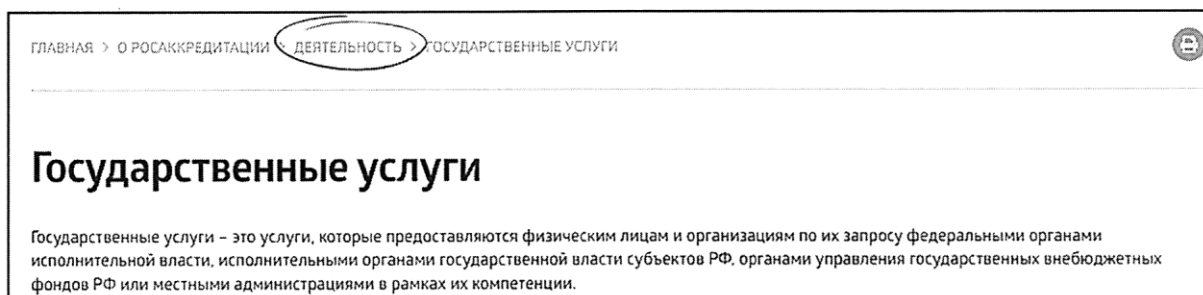 ГЛАВНАЯ > О РОСАККРЕДИТАЦИИ > ДЕЯТЕЛЬНОСТЬ > ГОСУДАРСТВЕННЫЕ УСЛУГИ
Государственные услуги
Государственные услуги – это услуги, которые предоставляются физическим лицам и организациям по их запросу федеральными органами
исполнительной власти, исполнительными органами государственной власти субъектов РФ, органами управления государственных внебюджетных
фондов РФ или местными администрациями в рамках их компетенции.